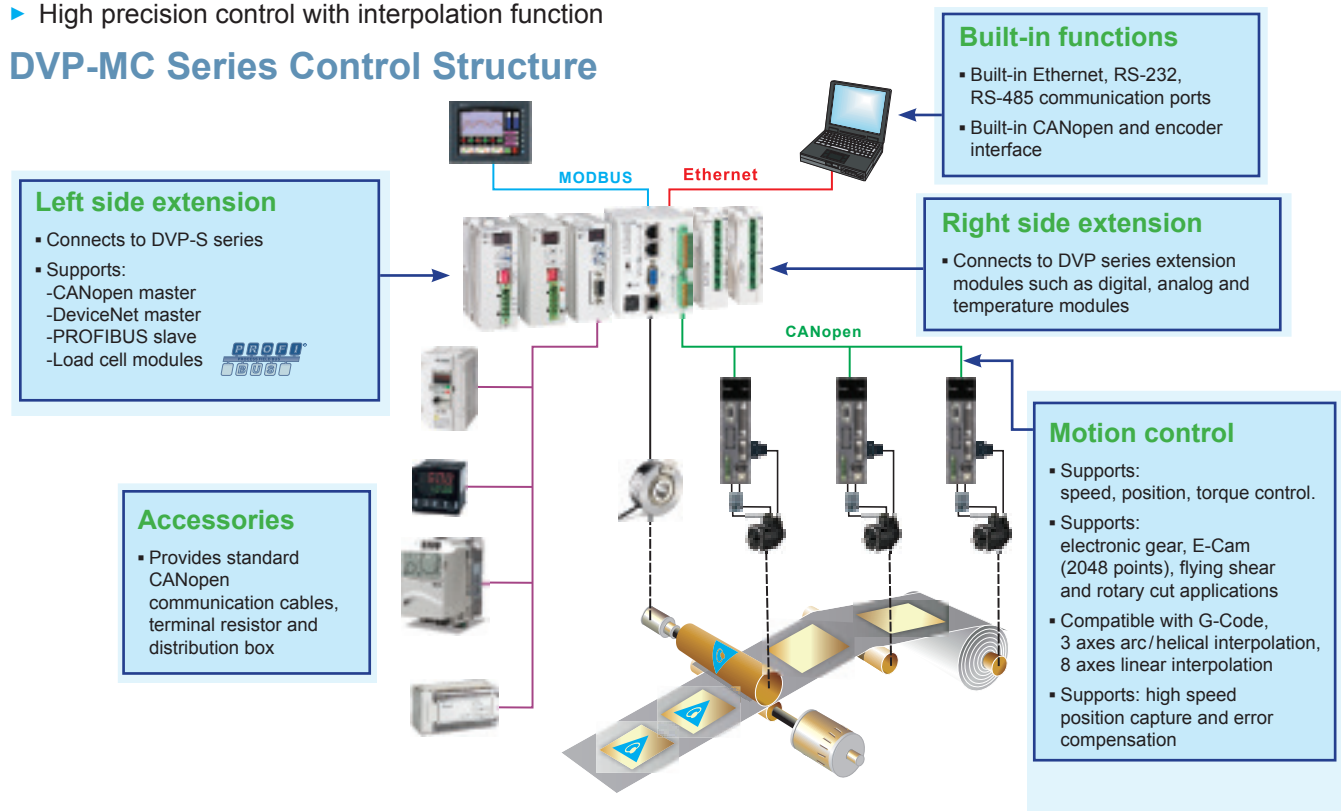 ► High precision control with interpolation function
DVP-MC Series Control Structure
Built-in functions
▪ Built-in Ethernet, RS-232,
RS-485 communication ports
▪ Built-in CANopen and encoder
interface
MODBUS
Ethernet
Left side extension
▪ Connects to DVP-S series
▪ Supports:
-CANopen master
-DeviceNet master
-PROFIBUS slave
-Load cell modules
PROFI
BUS
Right side extension
▪ Connects to DVP series extension
modules such as digital, analog and
temperature modules
CANopen
Accessories
▪ Provides standard
CANopen
communication cables,
terminal resistor and
distribution box
Motion control
▪ Supports:
speed, position, torque control.
▪ Supports:
electronic gear, E-Cam
(2048 points), flying shear
and rotary cut applications
▪ Compatible with G-Code,
3 axes arc/helical interpolation,
8 axes linear interpolation
▪ Supports: high speed
position capture and error
compensation